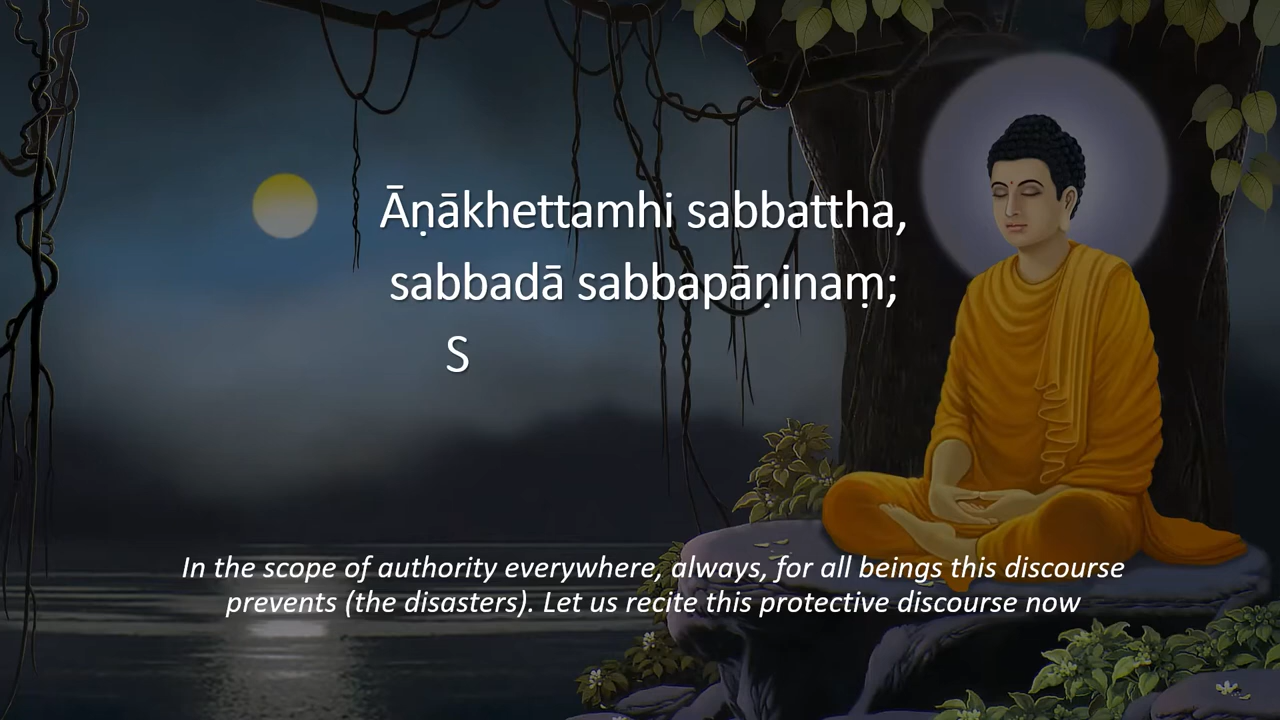 Āṇākhettamhi sabbattha,
sabbadā sabbapāṇinaṃ;
S
In the scope of authority everywhere, always, for all beings this discourse
prevents (the disasters). Let us recite this protective discourse now